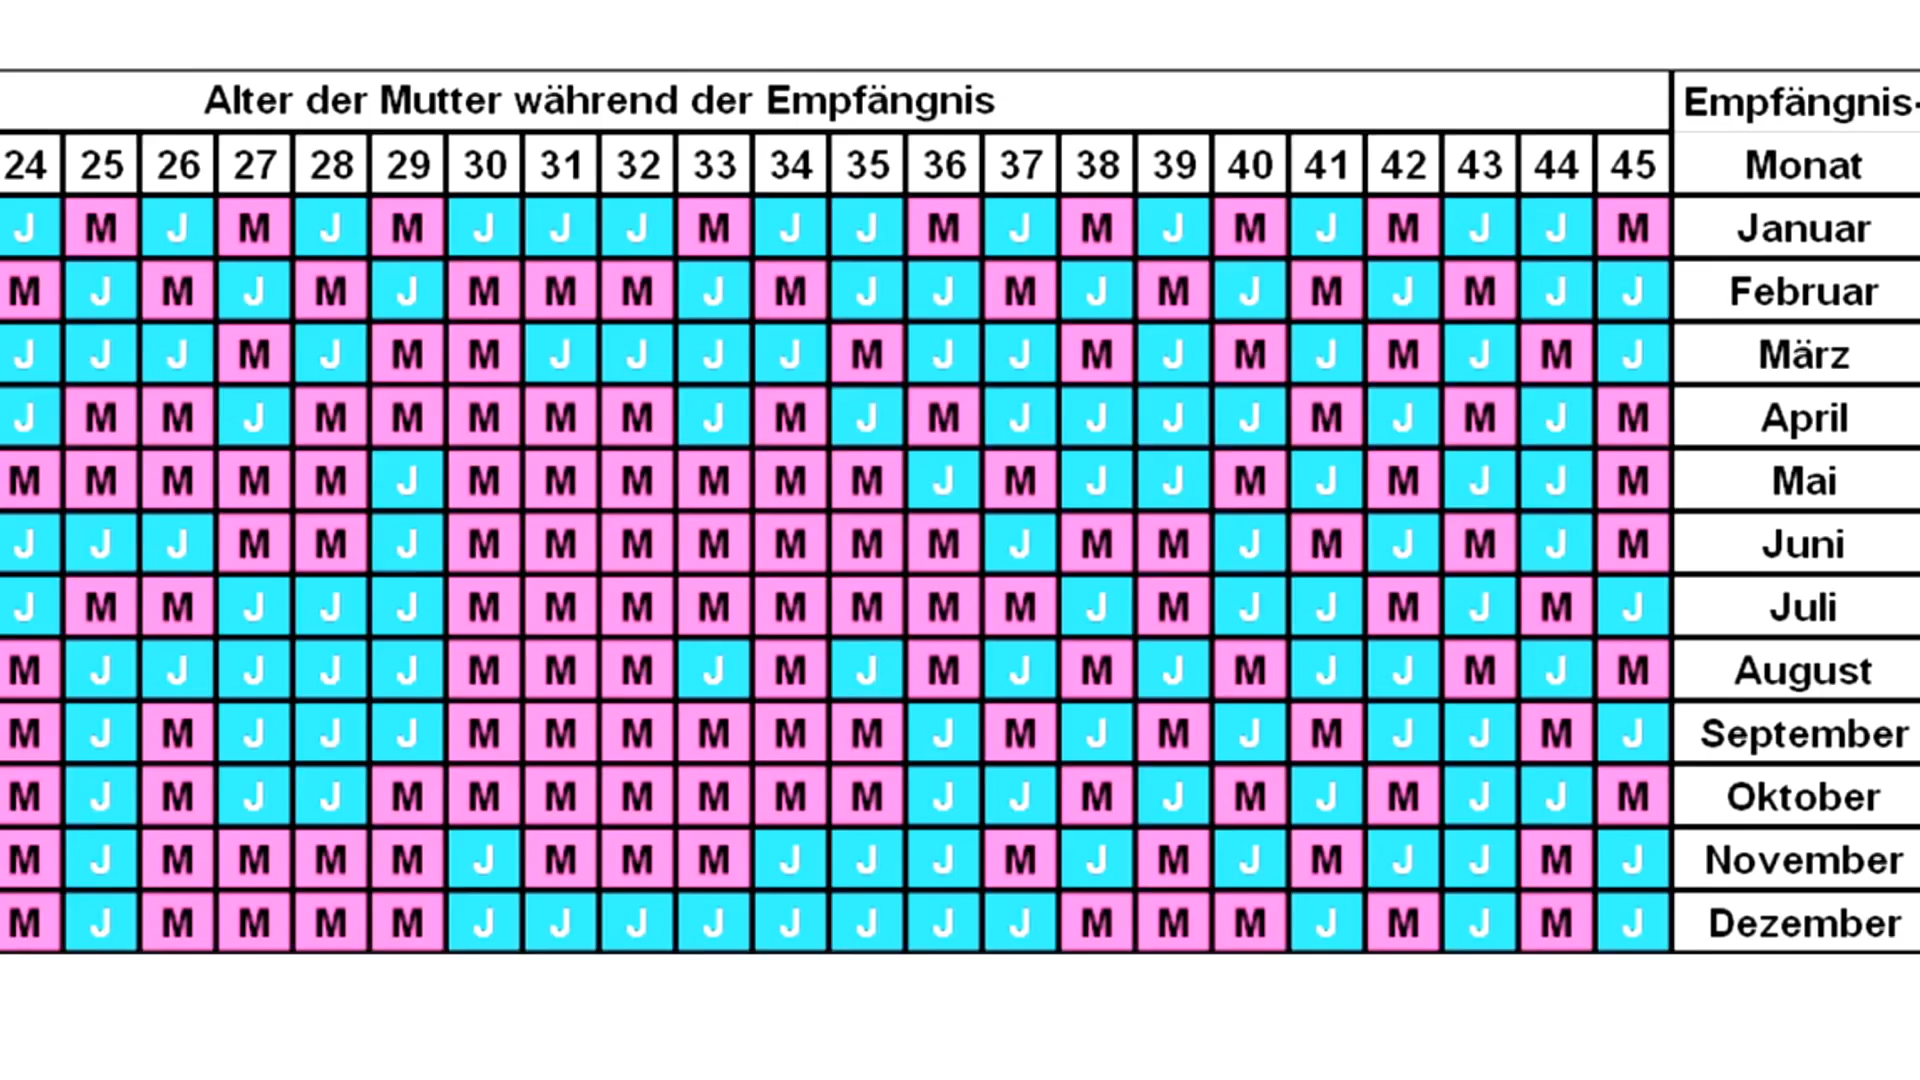 Alter der Mutter während der Empfängnis Empfängnis-
24 25 26 27 28 29 30 31 32 33 34 35 36 37 38 39 40 41 42 43 44 45 Monat
J M J M J M J J J M J J M J M J M J M J J M Januar
M J M J M J M M M J M J J M J M J M J M J J Februar
J J J M J M M J J J J M J J M J M J M J M J März
J M M J M M M M M J M J M J J J J M J M J M April
M M M M M J M M M M M M J M J J M J M J J M Mai
J J J M M J M M M M M M M J M M J M J M J M Juni
J M M J J J M M M M M M M M J M J J M J M J Juli
M J J J J J M M M J M J M J M J M J J M J M August
M J M J J J M M M M M M J M J M J M J J M J September
M J M J J M M M M M M M J J M J M J M J J M Oktober
M J M M M M J M M M J J J M J M J M J J M J November
M J M M M M J J J J J J J J M M M J M J M J Dezember